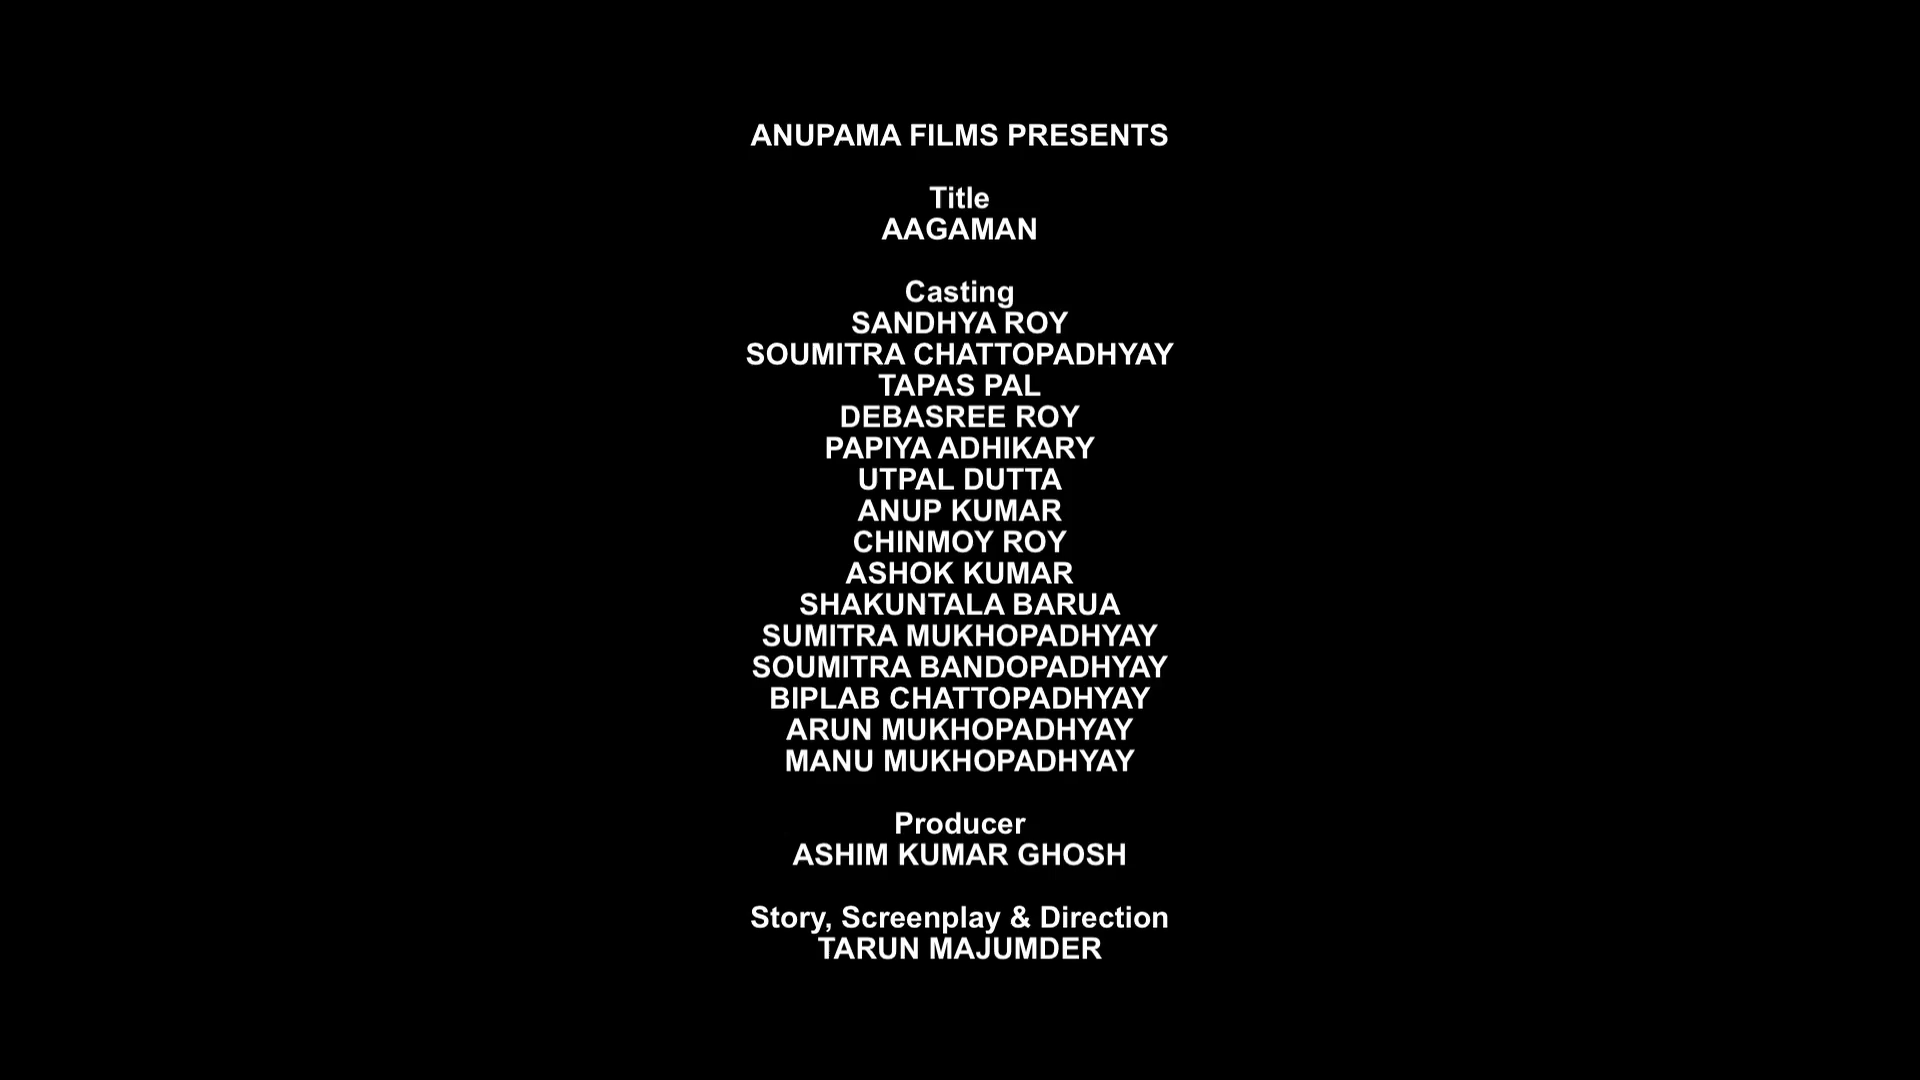 ANUPAMA FILMS PRESENTS
Title
AAGAMAN
Casting
SANDHYA ROY
SOUMITRA CHATTOPADHYAY
TAPAS PAL
DEBASREE ROY
PAPIYA ADHIKARY
UTPAL DUTTA
ANUP KUMAR
CHINMOY ROY
ASHOK KUMAR
SHAKUNTALA BARUA
SUMITRA MUKHOPADHYAY
SOUMITRA BANDOPADHYAY
BIPLAB CHATTOPADHYAY
ARUN MUKHOPADHYAY
MANU MUKHOPADHYAY
Producer
ASHIM KUMAR GHOSH
Story, Screenplay & Direction
TARUN MAJUMDER